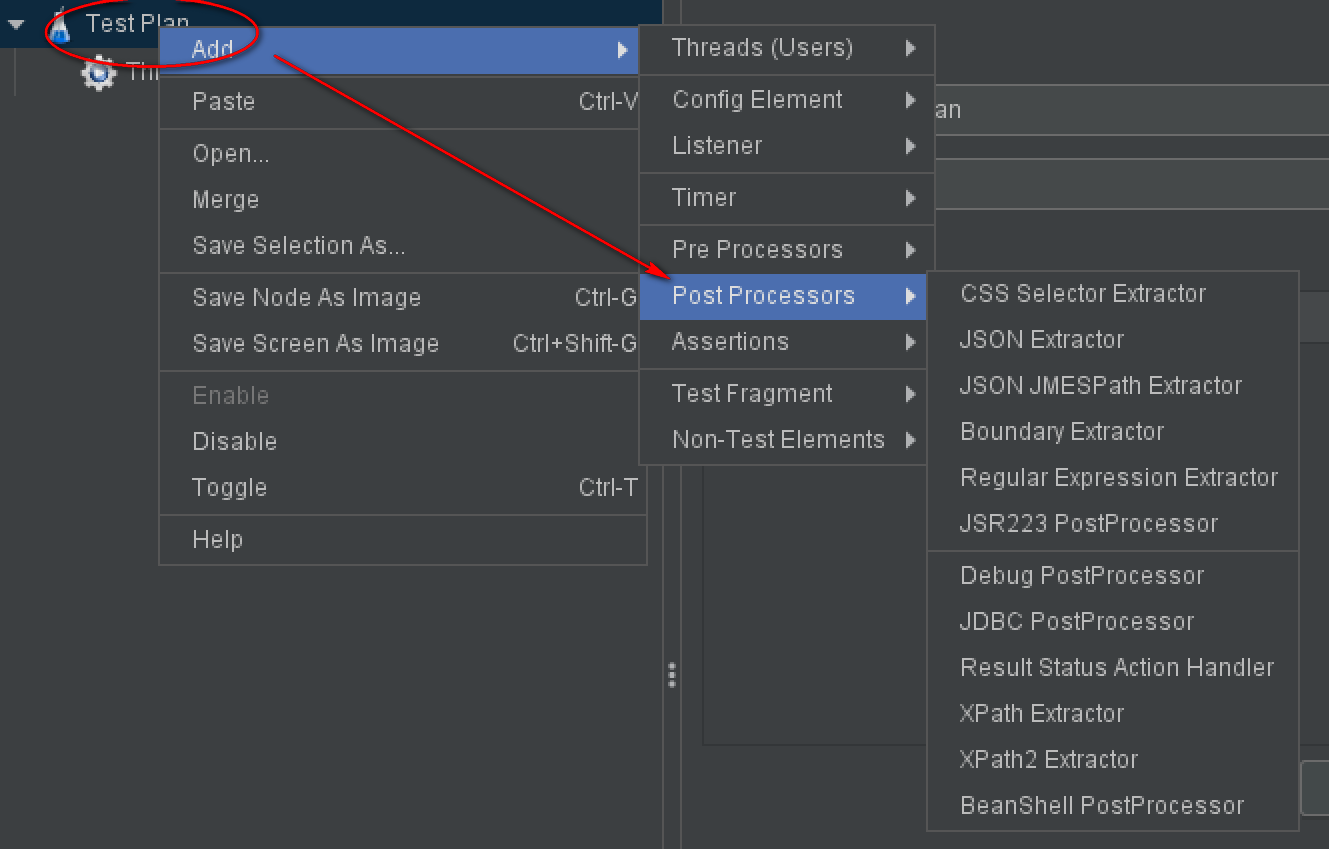 Test Plan
Add
Paste Ctrl-V
Open...
Merge
Save Selection As...
Save Node As Image Ctrl-G
Save Screen As Image Ctrl+Shift-G
Enable
Disable
Toggle Ctrl-T
Help
Threads (Users)
Config Element
Listener
Timer
Pre Processors
Post Processors
Assertions
Test Fragment
Non-Test Elements
CSS Selector Extractor
JSON Extractor
JSON JMESPath Extractor
Boundary Extractor
Regular Expression Extractor
JSR223 PostProcessor
Debug PostProcessor
JDBC PostProcessor
Result Status Action Handler
XPath Extractor
XPath2 Extractor
BeanShell PostProcessor